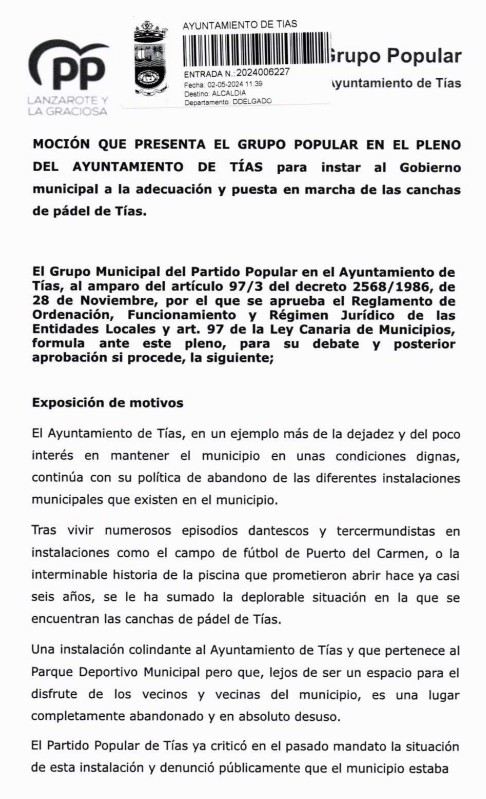 AYUNTAMIENTO DE TIAS
PP
LANZAROTE Y
LA GRACIOSA
ENTRADA N.: 2024006227
Fecha: 02-05-2024 11:39
Destino: ALCALDIA
Departamento: DDELGADO
Grupo Popular
Ayuntamiento de Tías
MOCIÓN QUE PRESENTA EL GRUPO POPULAR EN EL PLENO
DEL AYUNTAMIENTO DE TÍAS para instar al Gobierno
municipal a la adecuación y puesta en marcha de las canchas
de pádel de Tías.
El Grupo Municipal del Partido Popular en el Ayuntamiento de
Tías, al amparo del artículo 97/3 del decreto 2568/1986, de
28 de Noviembre, por el que se aprueba el Reglamento de
Ordenación, Funcionamiento y Régimen Jurídico de las
Entidades Locales y art. 97 de la Ley Canaria de Municipios,
formula ante este pleno, para su debate y posterior
aprobación si procede, la siguiente;
Exposición de motivos
El Ayuntamiento de Tías, en un ejemplo más de la dejadez y del poco
interés en mantener el municipio en unas condiciones dignas,
continúa con su política de abandono de las diferentes instalaciones
municipales que existen en el municipio.
Tras vivir numerosos episodios dantescos y tercermundistas en
instalaciones como el campo de fútbol de Puerto del Carmen, o la
interminable historia de la piscina que prometieron abrir hace ya casi
seis años, se le ha sumado la deplorable situación en la que se
encuentran las canchas de pádel de Tías.
Una instalación colindante al Ayuntamiento de Tías y que pertenece al
Parque Deportivo Municipal pero que, lejos de ser un espacio para el
disfrute de los vecinos y vecinas del municipio, es una lugar
completamente abandonado y en absoluto desuso.
El Partido Popular de Tías ya criticó en el pasado mandato la situación
de esta instalación y denunció públicamente que el municipio estaba